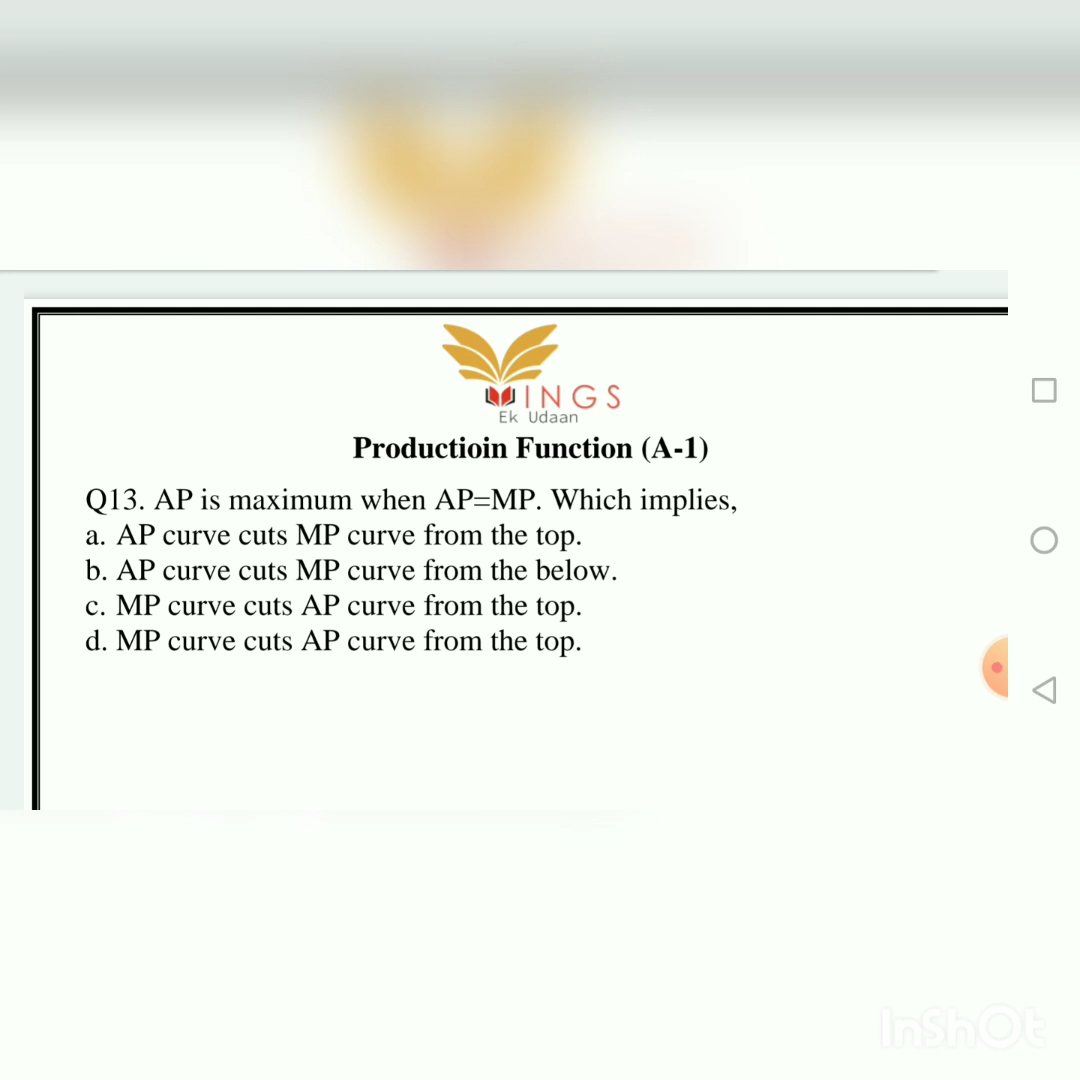 WINGS
Ek Udaan
Productioin Function (A-1)
Q13. AP is maximum when AP=MP. Which implies,
a. AP curve cuts MP curve from the top.
b. AP curve cuts MP curve from the below.
c. MP curve cuts AP curve from the top.
d. MP curve cuts AP curve from the top.
InShOt